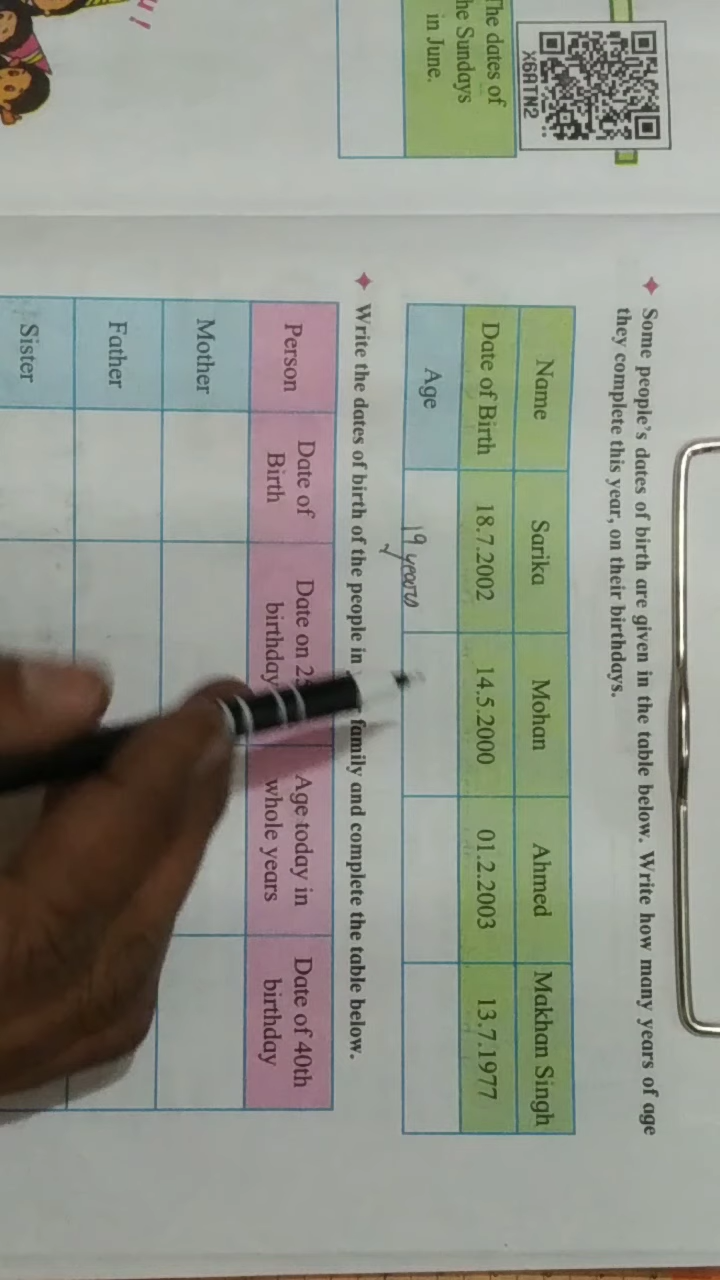 The dates of
the Sundays
in June.
X6ATN2
Some people's dates of birth are given in the table below. Write how many years of age
they complete this year, on their birthdays.
Name Sarika Mohan Ahmed Makhan Singh
Date of Birth 18.7.2002 14.5.2000 01.2.2003 13.7.1977
Age 19 years
Write the dates of birth of the people in family and complete the table below.
Person Date of Birth Date on birthday Age today in whole years Date of 40th birthday
Mother
Father
Sister